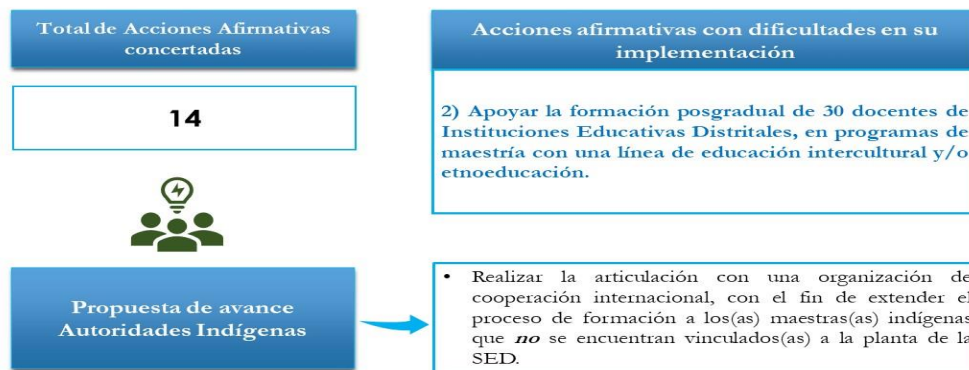 Total de Acciones Afirmativas
concertadas
14
Acciones afirmativas con dificultades en su
implementación
2) Apoyar la formación posgradual de 30 docentes de
Instituciones Educativas Distritales, en programas de
maestría con una línea de educación intercultural y/o
etnoeducación.
Propuesta de avance
Autoridades Indígenas
• Realizar la articulación con una organización de
cooperación internacional, con el fin de extender el
proceso de formación a los(as) maestras(as) indígenas
que no se encuentran vinculados(as) a la planta de la
SED.